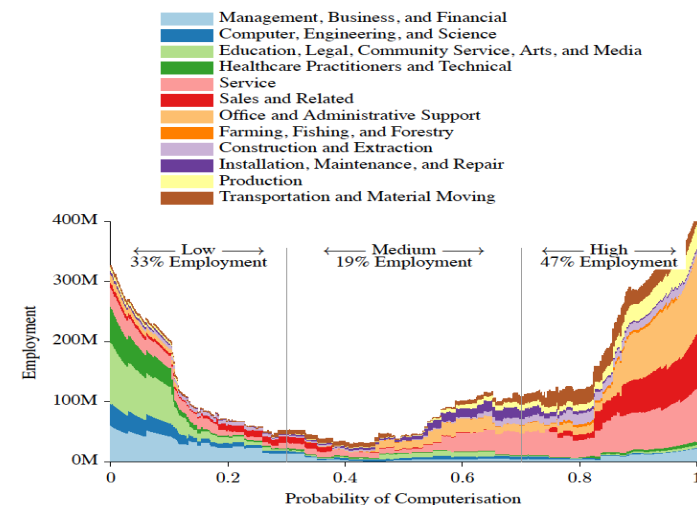 Management, Business, and Financial
Computer, Engineering, and Science
Education, Legal, Community Service, Arts, and Media
Healthcare Practitioners and Technical
Service
Sales and Related
Office and Administrative Support
Farming, Fishing, and Forestry
Construction and Extraction
Installation, Maintenance, and Repair
Production
Transportation and Material Moving
400M
300M
200M
100M
0M
Employment
← Low →
33% Employment
← Medium →
19% Employment
← High →
47% Employment
0 0.2 0.4 0.6 0.8 1
Probability of Computerisation